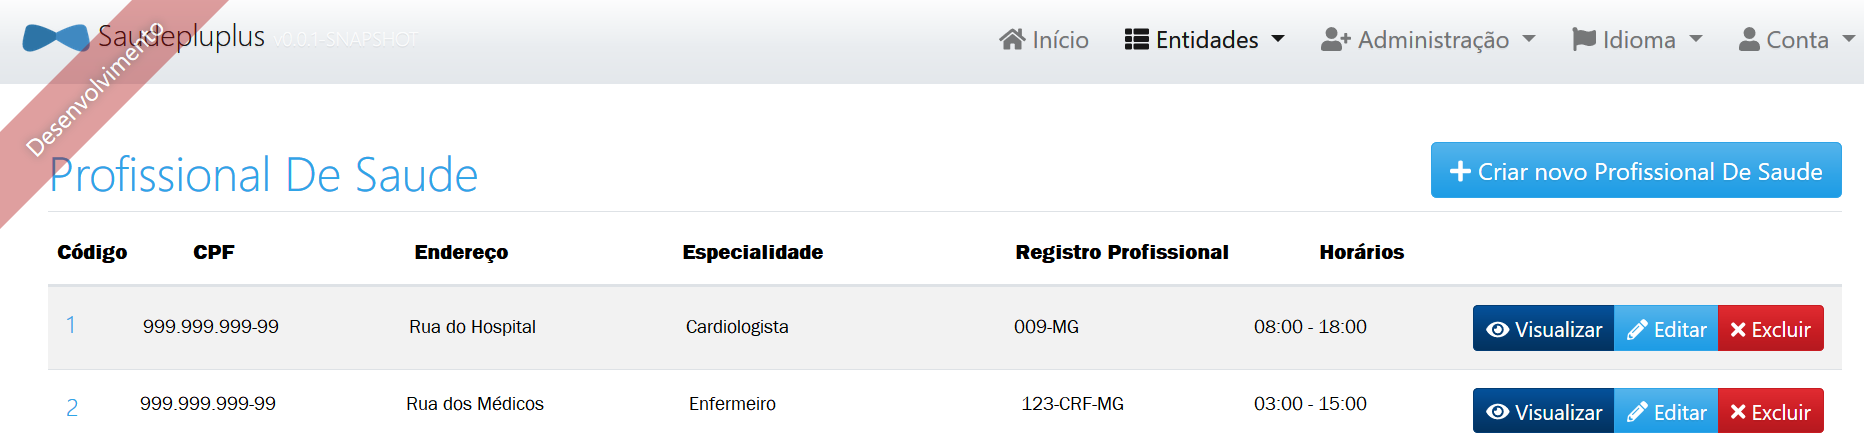 Saudepluplus v0.0.1-SNAPSHOT Início Entidades Administração Idioma Conta
Desenvolvimento
Profissional De Saude Criar novo Profissional De Saude
Código CPF Endereço Especialidade Registro Profissional Horários
1 999.999.999-99 Rua do Hospital Cardiologista 009-MG 08:00 - 18:00 Visualizar Editar Excluir
2 999.999.999-99 Rua dos Médicos Enfermeiro 123-CRF-MG 03:00 - 15:00 Visualizar Editar Excluir